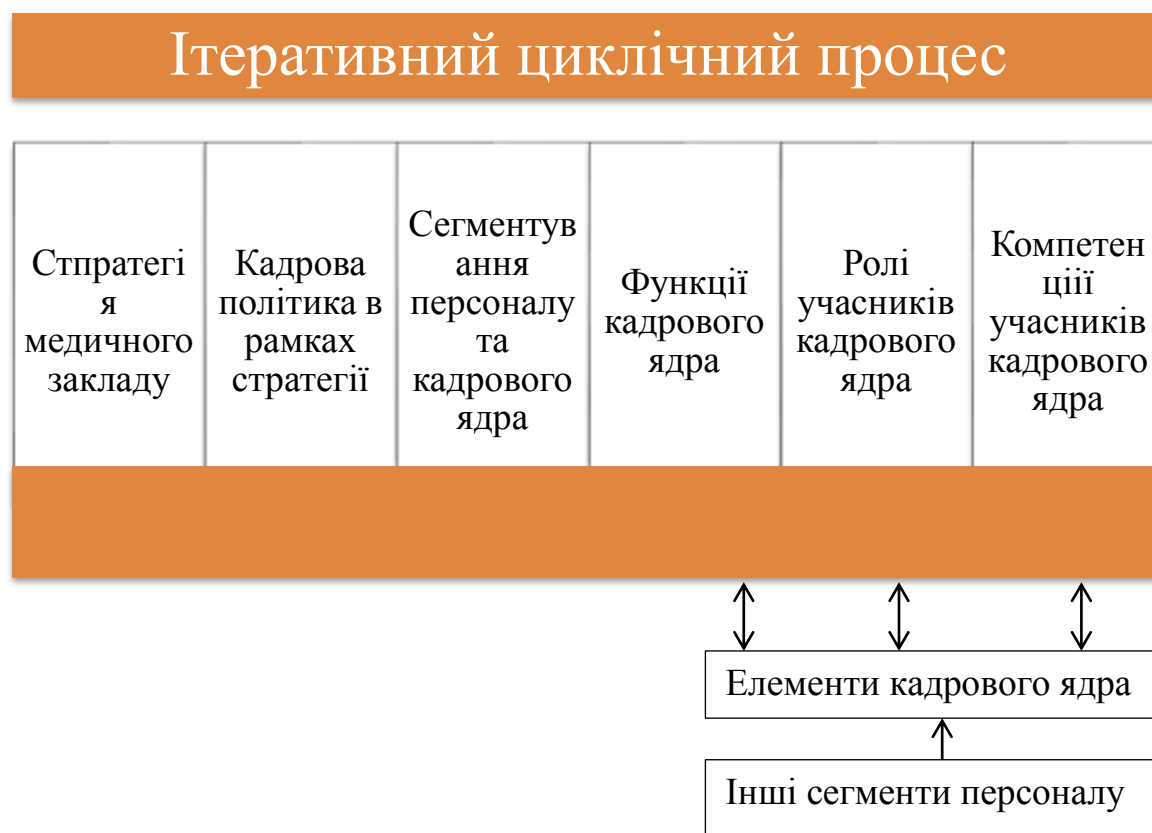 Ітеративний циклічний процес
Стпратегі
я
медичного
закладу
Кадрова
політика в
рамках
стратегії
Сегментув
ання
персоналу
та
кадрового
ядра
Функції
кадрового
ядра
Ролі
учасників
кадрового
ядра
Компетен
ціії
учасників
кадрового
ядра
Елементи кадрового ядра
Інші сегменти персоналу